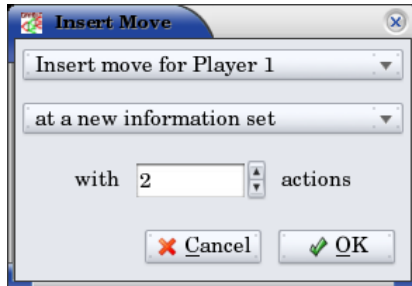 Insert Move
Insert move for Player 1
at a new information set
with 2 actions
Cancel OK